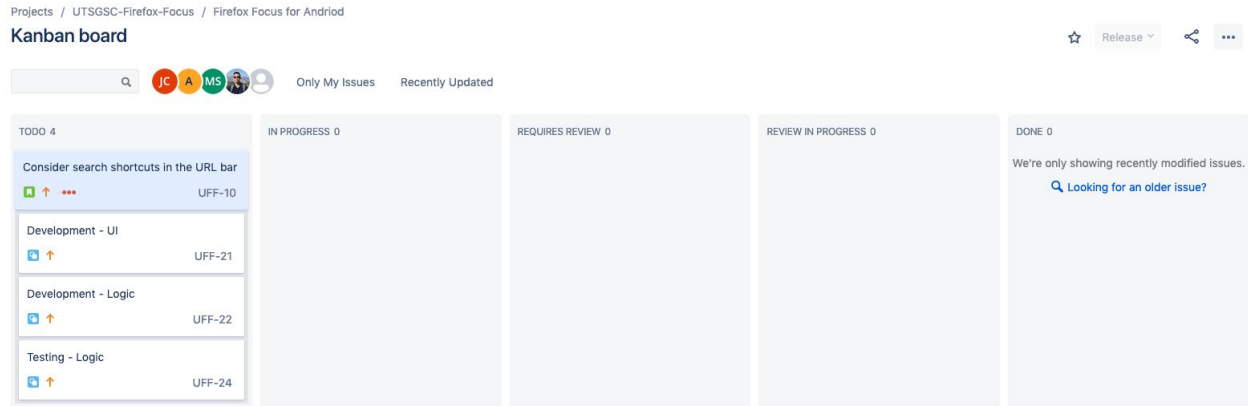 Projects / UTSGSC-Firefox-Focus / Firefox Focus for Andriod
Kanban board
Release
JC A MS Only My Issues Recently Updated
TODO 4
Consider search shortcuts in the URL bar
UFF-10
Development - UI
UFF-21
Development - Logic
UFF-22
Testing - Logic
UFF-24
IN PROGRESS 0
REQUIRES REVIEW 0
REVIEW IN PROGRESS 0
DONE 0
We're only showing recently modified issues.
Looking for an older issue?